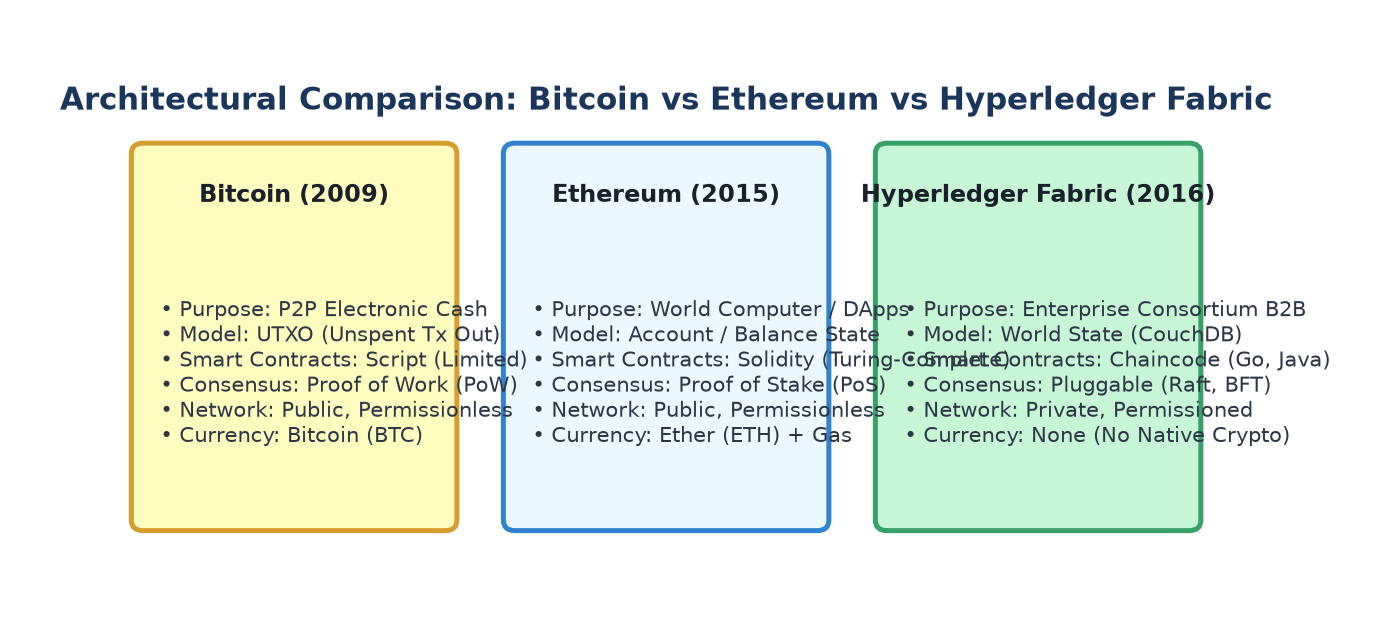 Architectural Comparison: Bitcoin vs Ethereum vs Hyperledger Fabric
Bitcoin (2009)
• Purpose: P2P Electronic Cash
• Model: UTXO (Unspent Tx Out)
• Smart Contracts: Script (Limited)
• Consensus: Proof of Work (PoW)
• Network: Public, Permissionless
• Currency: Bitcoin (BTC)
Ethereum (2015)
• Purpose: World Computer / DApps
• Model: Account / Balance State
• Smart Contracts: Solidity (Turing-Complete)
• Consensus: Proof of Stake (PoS)
• Network: Public, Permissionless
• Currency: Ether (ETH) + Gas
Hyperledger Fabric (2016)
• Purpose: Enterprise Consortium B2B
• Model: World State (CouchDB)
• Smart Contracts: Chaincode (Go, Java)
• Consensus: Pluggable (Raft, BFT)
• Network: Private, Permissioned
• Currency: None (No Native Crypto)